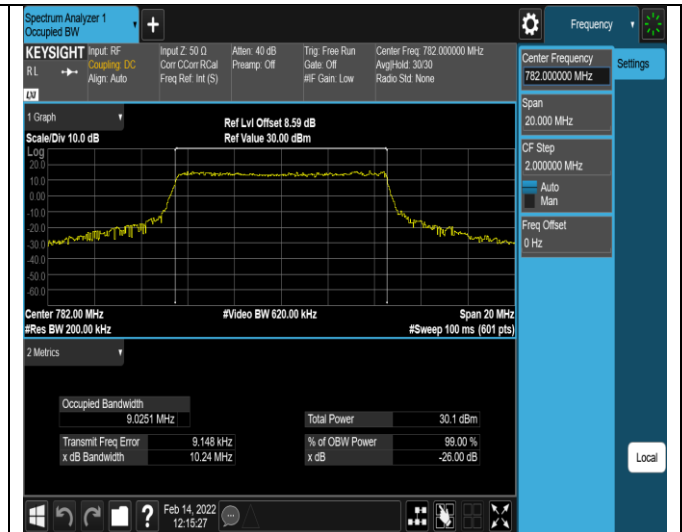 Spectrum Analyzer 1
Occupied BW
+
Frequency
KEYSIGHT
RL
LXI
Input: RF
Coupling: DC
Align: Auto
Input Z: 50 Ω
Corr CCorr RCal
Freq Ref: Int (S)
Atten: 40 dB
Preamp: Off
Trig: Free Run
Gate: Off
#IF Gain: Low
Center Freq: 782.000000 MHz
Avg|Hold: 30/30
Radio Std: None
Center Frequency
782.000000 MHz
Settings
Span
20.000 MHz
CF Step
2.000000 MHz
Auto
Man
Freq Offset
0 Hz
1 Graph
Scale/Div 10.0 dB
Ref Lvl Offset 8.59 dB
Ref Value 30.00 dBm
Log
20.0
10.0
0.00
-10.0
-20.0
-30.0
-40.0
-50.0
-60.0
Center 782.00 MHz
#Res BW 200.00 kHz
#Video BW 620.00 kHz
Span 20 MHz
#Sweep 100 ms (601 pts)
2 Metrics
Occupied Bandwidth
9.0251 MHz
Total Power 30.1 dBm
Transmit Freq Error 9.148 kHz
% of OBW Power 99.00 %
x dB Bandwidth 10.24 MHz
x dB -26.00 dB
Local
?
Feb 14, 2022
12:15:27